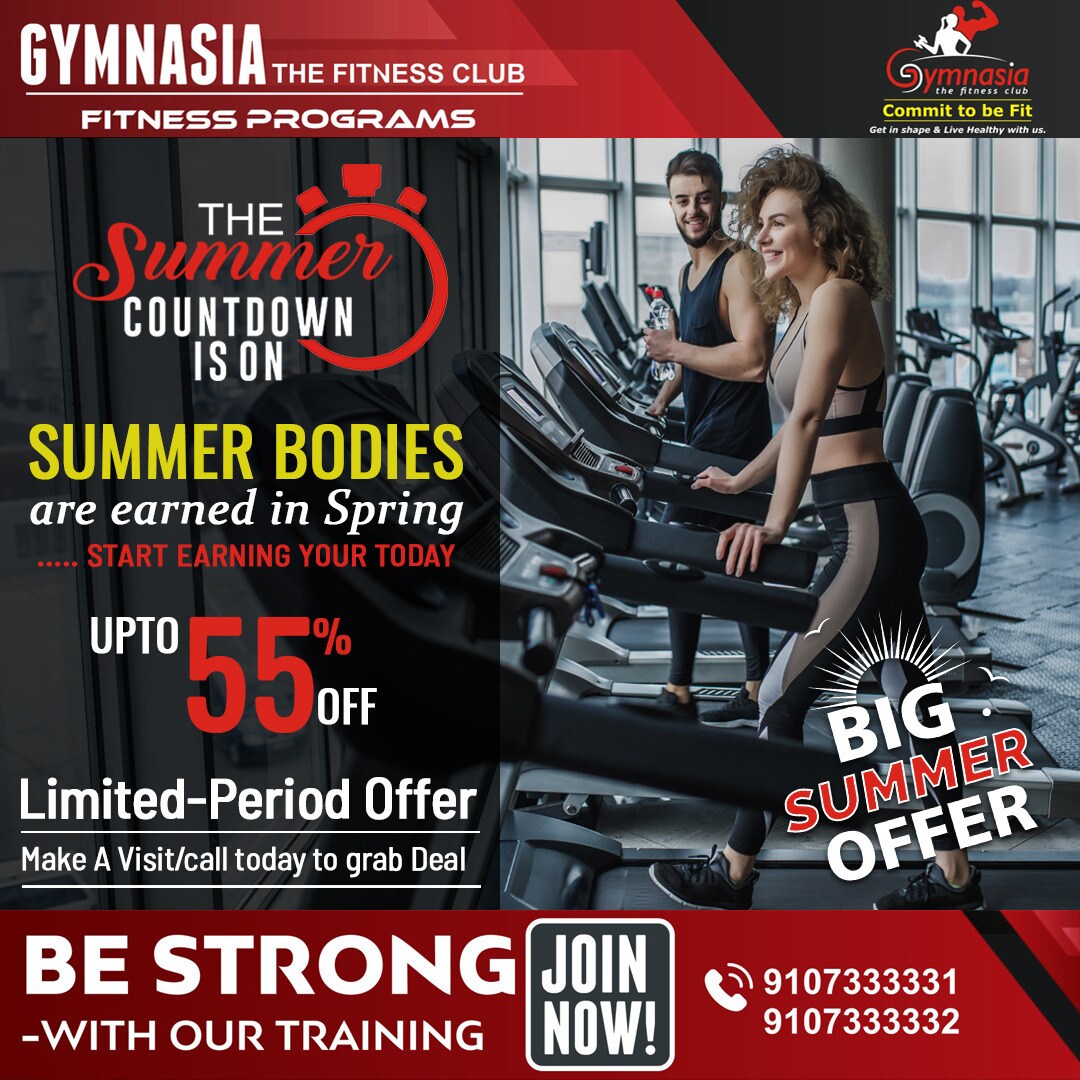 GYMNASIA THE FITNESS CLUB
FITNESS PROGRAMS
Gymnasia
the fitness club
Commit to be Fit
Get in shape & Live Healthy with us.
THE
Summer
COUNTDOWN
IS ON
SUMMER BODIES
are earned in Spring
..... START EARNING YOUR TODAY
UPTO 55% OFF
Limited-Period Offer
Make A Visit/call today to grab Deal
BIG
SUMMER
OFFER
BE STRONG
-WITH OUR TRAINING
JOIN
NOW!
9107333331
9107333332